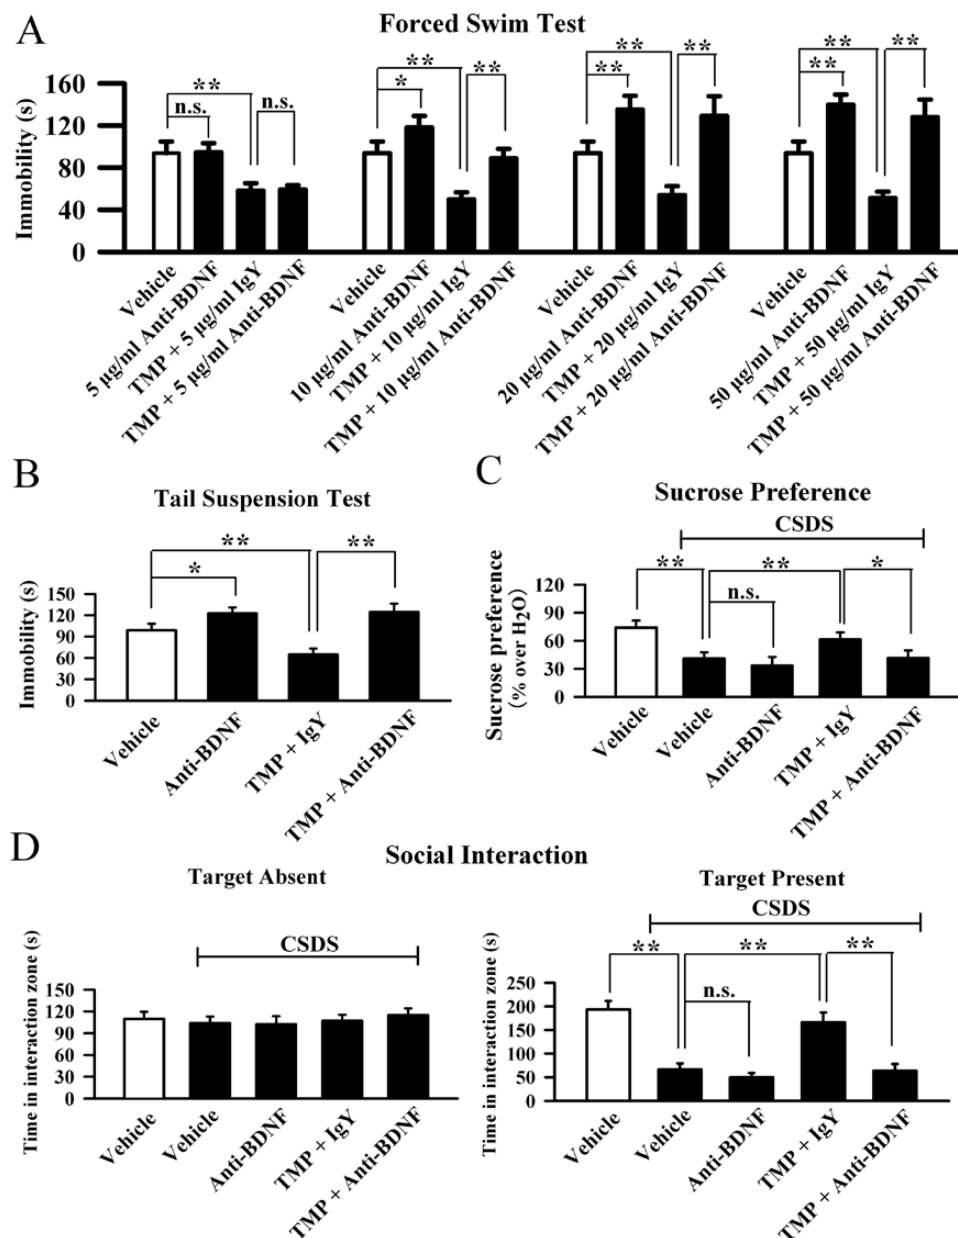 A
Forced Swim Test
** ** ** **
** ** ** **
** * ** **
n.s. n.s.
Immobility (s)
160
120
80
40
0
Vehicle
5 µg/ml Anti-BDNF
TMP + 5 µg/ml IgY
TMP + 5 µg/ml Anti-BDNF
Vehicle
10 µg/ml Anti-BDNF
TMP + 10 µg/ml IgY
TMP + 10 µg/ml Anti-BDNF
Vehicle
20 µg/ml Anti-BDNF
TMP + 20 µg/ml IgY
TMP + 20 µg/ml Anti-BDNF
Vehicle
50 µg/ml Anti-BDNF
TMP + 50 µg/ml IgY
TMP + 50 µg/ml Anti-BDNF
B
Tail Suspension Test
** **
*
Immobility (s)
150
120
90
60
30
0
Vehicle
Anti-BDNF
TMP + IgY
TMP + Anti-BDNF
C
Sucrose Preference
CSDS
** ** *
n.s.
Sucrose preference
(% over H2O)
120
90
60
30
0
Vehicle
Vehicle
Anti-BDNF
TMP + IgY
TMP + Anti-BDNF
D
Social Interaction
Target Absent
CSDS
Time in interaction zone (s)
150
120
90
60
30
0
Vehicle
Vehicle
Anti-BDNF
TMP + IgY
TMP + Anti-BDNF
Target Present
CSDS
** ** **
n.s.
Time in interaction zone (s)
250
200
150
100
50
0
Vehicle
Vehicle
Anti-BDNF
TMP + IgY
TMP + Anti-BDNF